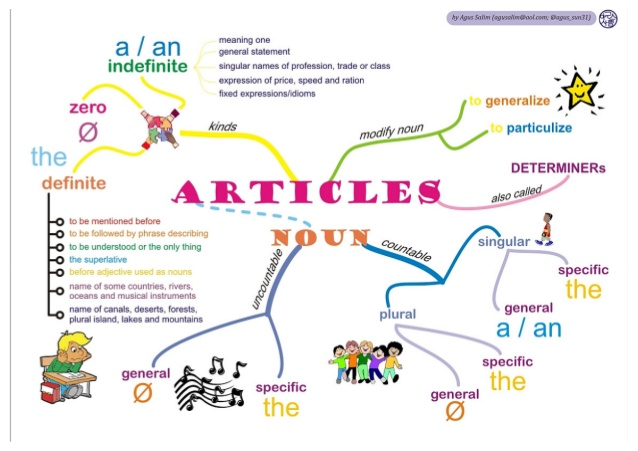 by Agus Salim (agusalim@aol.com; @agus_svn31)
a / an
indefinite
meaning one
general statement
singular names of profession, trade or class
expression of price, speed and ration
fixed expressions/idioms
zero
Ø
kinds
modify noun
to generalize
to particulize
the
definite
DETERMINERs
also called
ARTICLES
to be mentioned before
to be followed by phrase describing
to be understood or the only thing
the superlative
before adjective used as nouns
name of some countries, rivers,
oceans and musical instruments
name of canals, deserts, forests,
plural island, lakes and mountains
NOUN
uncountable
countable
singular
specific
the
general
a / an
plural
specific
the
general
Ø
general
Ø
specific
the